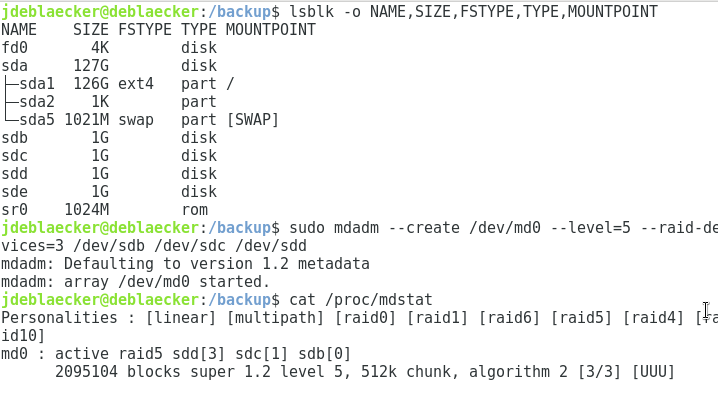 jdeblaecker@deblaecker:/backup$ lsblk -o NAME,SIZE,FSTYPE,TYPE,MOUNTPOINT
NAME    SIZE FSTYPE TYPE MOUNTPOINT
fd0       4K        disk
sda     127G        disk
├─sda1  126G ext4   part /
├─sda2    1K        part
└─sda5 1021M swap   part [SWAP]
sdb       1G        disk
sdc       1G        disk
sdd       1G        disk
sde       1G        disk
sr0    1024M        rom
jdeblaecker@deblaecker:/backup$ sudo mdadm --create /dev/md0 --level=5 --raid-de
vices=3 /dev/sdb /dev/sdc /dev/sdd
mdadm: Defaulting to version 1.2 metadata
mdadm: array /dev/md0 started.
jdeblaecker@deblaecker:/backup$ cat /proc/mdstat
Personalities : [linear] [multipath] [raid0] [raid1] [raid6] [raid5] [raid4] [ra
id10]
md0 : active raid5 sdd[3] sdc[1] sdb[0]
      2095104 blocks super 1.2 level 5, 512k chunk, algorithm 2 [3/3] [UUU]